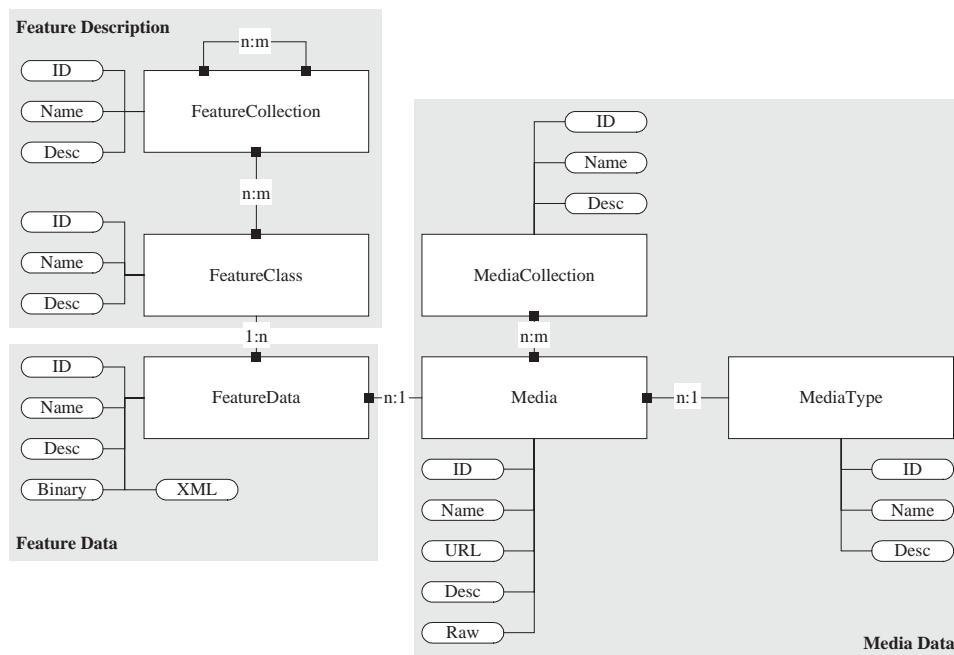 Feature Description
n:m
ID
Name
Desc
FeatureCollection
n:m
ID
Name
Desc
FeatureClass
1:n
ID
Name
Desc
Binary
XML
FeatureData
Feature Data
n:1
ID
Name
Desc
MediaCollection
n:m
Media
n:1
MediaType
ID
Name
URL
Desc
Raw
ID
Name
Desc
Media Data